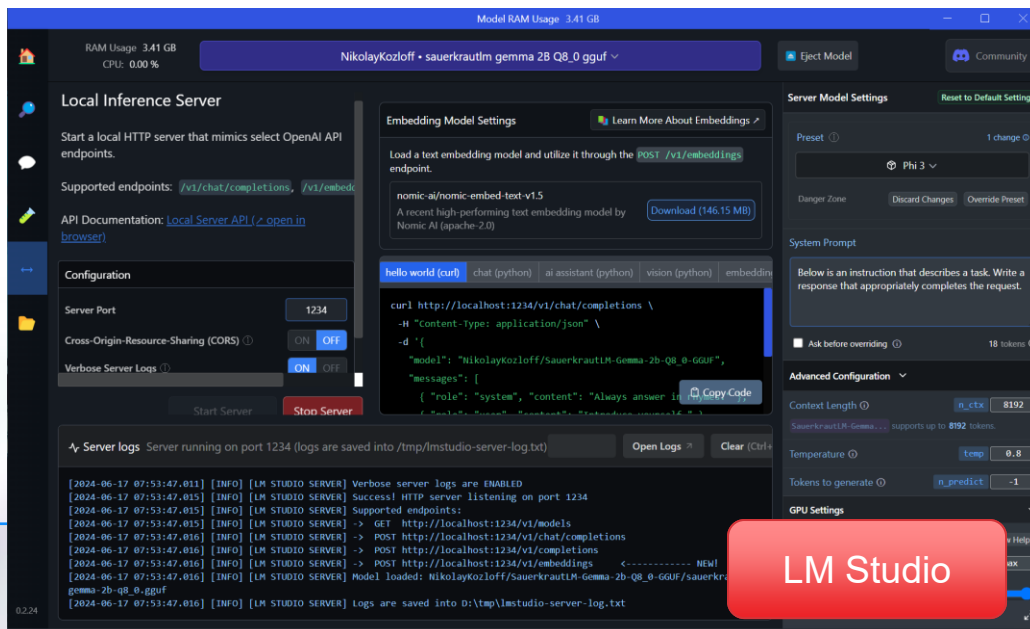 Model RAM Usage 3.41 GB
RAM Usage 3.41 GB
CPU: 0.00 %
NikolayKozloff • sauerkrautlm gemma 2B Q8_0 gguf
Eject Model
Community
Local Inference Server
Start a local HTTP server that mimics select OpenAI API
endpoints.
Supported endpoints: /v1/chat/completions, /v1/embedd
API Documentation: Local Server API (↗ open in
browser)
Configuration
Server Port 1234
Cross-Origin-Resource-Sharing (CORS) ON OFF
Verbose Server Logs ON OFF
Start Server Stop Server
Embedding Model Settings
Learn More About Embeddings ↗
Load a text embedding model and utilize it through the POST /v1/embeddings
endpoint.
nomic-ai/nomic-embed-text-v1.5
A recent high-performing text embedding model by
Nomic AI (apache-2.0)
Download (146.15 MB)
hello world (curl) chat (python) ai assistant (python) vision (python) embeddin
curl http://localhost:1234/v1/chat/completions \
-H "Content-Type: application/json" \
-d '{
"model": "NikolayKozloff/SauerkrautLM-Gemma-2b-Q8_0-GGUF",
"messages": [
{ "role": "system", "content": "Always answer in
Copy Code
Server Model Settings
Reset to Default Setting
Preset 1 change
Phi 3
Danger Zone Discard Changes Override Preset
System Prompt
Below is an instruction that describes a task. Write a
response that appropriately completes the request.
Ask before overriding 18 tokens
Advanced Configuration
Context Length n_ctx 8192
SauerkrautLM-Gemma... supports up to 8192 tokens.
Temperature temp 0.8
Tokens to generate n_predict -1
GPU Settings
w Help
ax
Server logs Server running on port 1234 (logs are saved into /tmp/lmstudio-server-log.txt)
Open Logs ↗ Clear (Ctrl+
[2024-06-17 07:53:47.011] [INFO] [LM STUDIO SERVER] Verbose server logs are ENABLED
[2024-06-17 07:53:47.015] [INFO] [LM STUDIO SERVER] Success! HTTP server listening on port 1234
[2024-06-17 07:53:47.015] [INFO] [LM STUDIO SERVER] Supported endpoints:
[2024-06-17 07:53:47.015] [INFO] [LM STUDIO SERVER] -> GET http://localhost:1234/v1/models
[2024-06-17 07:53:47.016] [INFO] [LM STUDIO SERVER] -> POST http://localhost:1234/v1/chat/completions
[2024-06-17 07:53:47.016] [INFO] [LM STUDIO SERVER] -> POST http://localhost:1234/v1/completions
[2024-06-17 07:53:47.016] [INFO] [LM STUDIO SERVER] -> POST http://localhost:1234/v1/embeddings <------------ NEW!
[2024-06-17 07:53:47.016] [INFO] [LM STUDIO SERVER] Model loaded: NikolayKozloff/SauerkrautLM-Gemma-2b-Q8_0-GGUF/sauerkra
gemma-2b-q8_0.gguf
[2024-06-17 07:53:47.016] [INFO] [LM STUDIO SERVER] Logs are saved into D:\tmp\lmstudio-server-log.txt
0.2.24
LM Studio